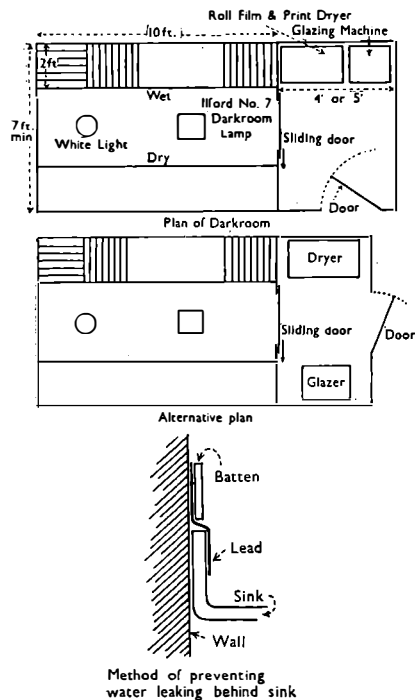 Roll Film & Print Dryer
Glazing Machine
10ft.
2ft
7ft.
min
Wet
4' or 5'
White Light
Ilford No. 7
Darkroom
Lamp
Sliding door
Dry
Door
Plan of Darkroom
Dryer
Sliding door
Door
Glazer
Alternative plan
Batten
Lead
Sink
Wall
Method of preventing
water leaking behind sink